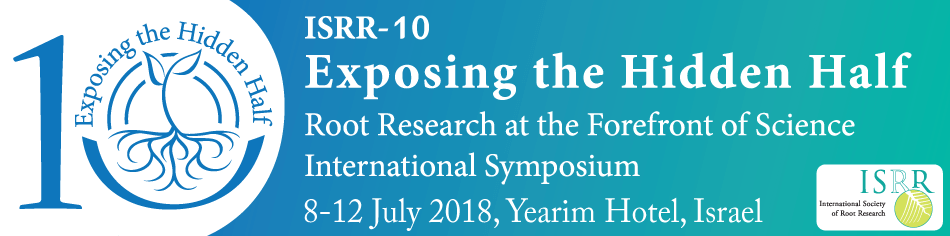 10
Exposing the Hidden Half
ISRR-10
Exposing the Hidden Half
Root Research at the Forefront of Science
International Symposium
8-12 July 2018, Yearim Hotel, Israel
ISRR
International Society
of Root Research